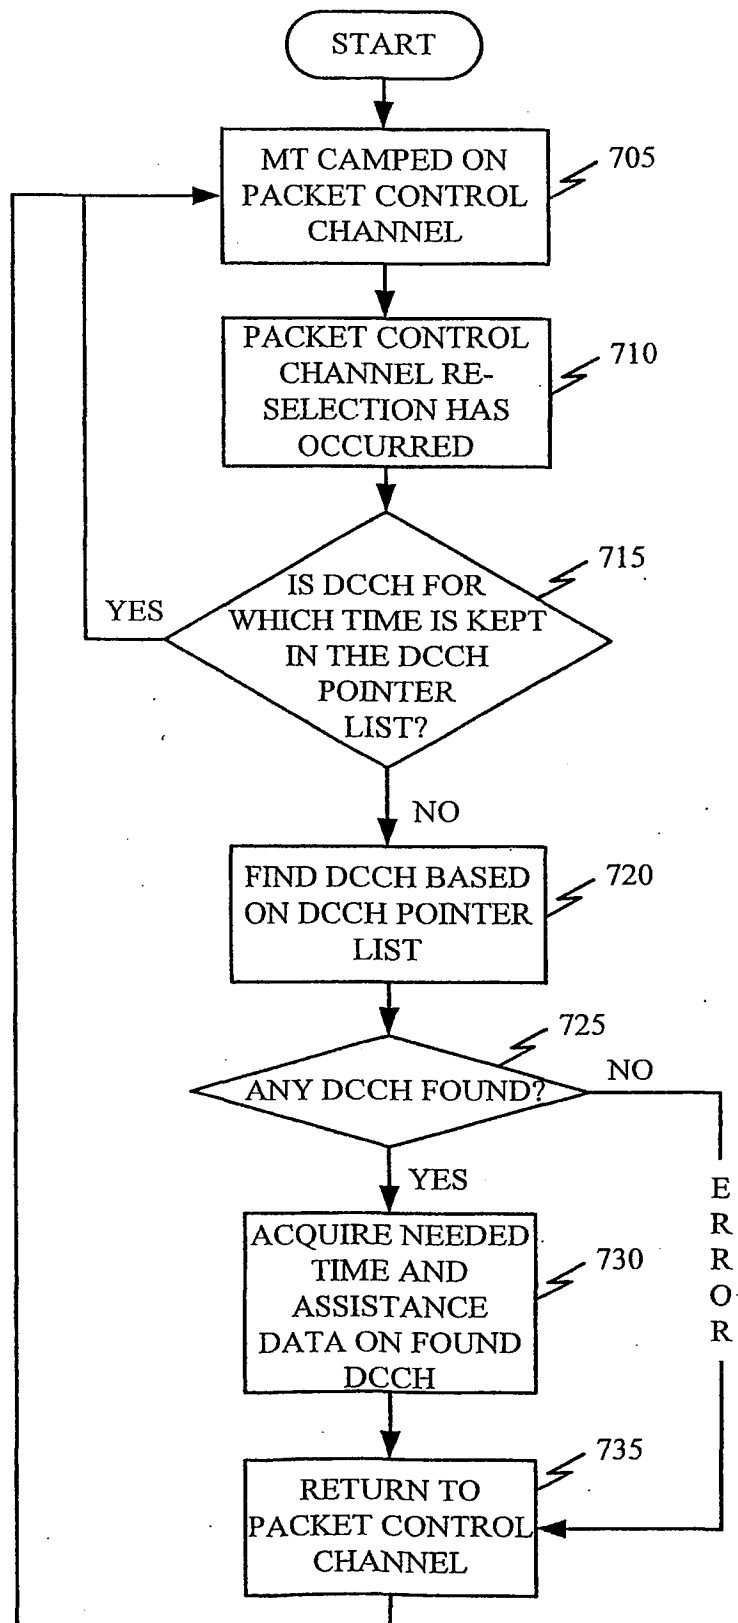 START
MT CAMPED ON
PACKET CONTROL
CHANNEL
705
PACKET CONTROL
CHANNEL RE-
SELECTION HAS
OCCURRED
710
IS DCCH FOR
WHICH TIME IS KEPT
IN THE DCCH
POINTER
LIST?
715
YES
NO
FIND DCCH BASED
ON DCCH POINTER
LIST
720
ANY DCCH FOUND?
725
NO
YES
ERROR
ACQUIRE NEEDED
TIME AND
ASSISTANCE
DATA ON FOUND
DCCH
730
RETURN TO
PACKET CONTROL
CHANNEL
735